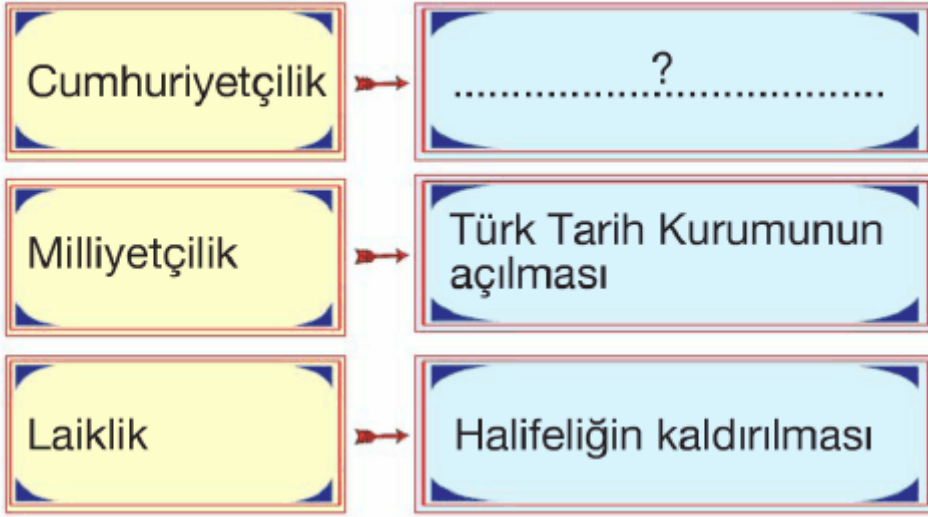 Cumhuriyetçilik
?
......................................
Milliyetçilik
Türk Tarih Kurumunun
açılması
Laiklik
Halifeliğin kaldırılması